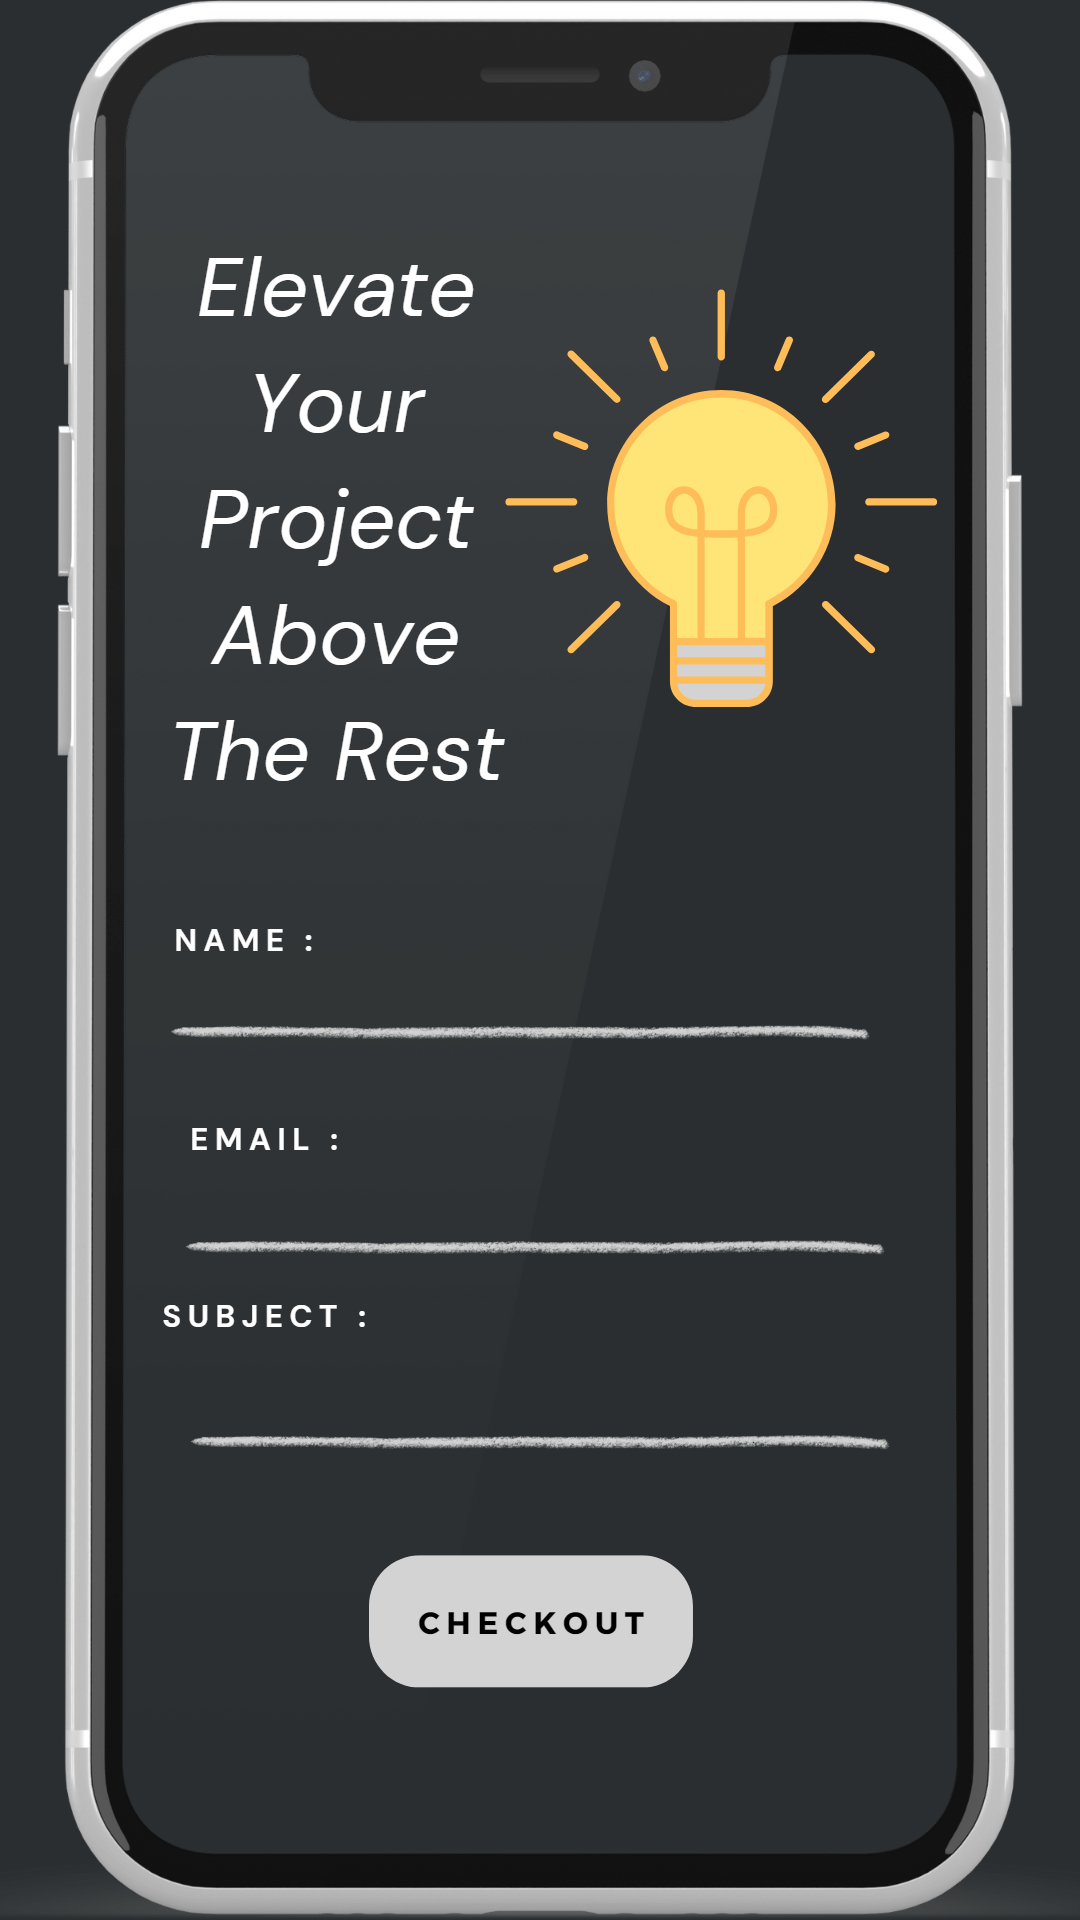 Elevate
Your
Project
Above
The Rest
NAME :
EMAIL :
SUBJECT :
CHECKOUT